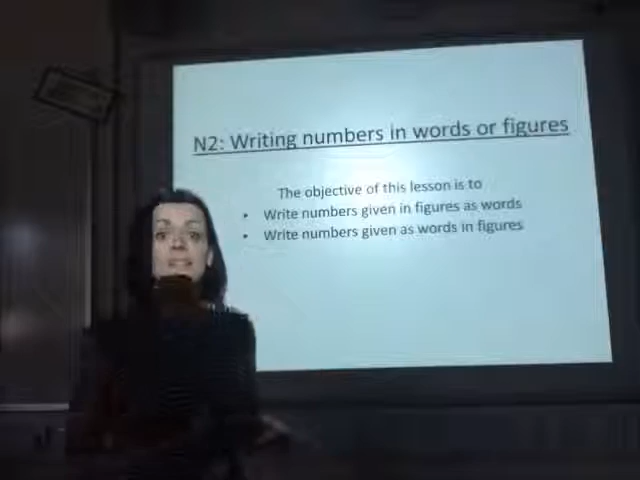 N2: Writing numbers in words or figures
The objective of this lesson is to
• Write numbers given in figures as words
• Write numbers given as words in figures